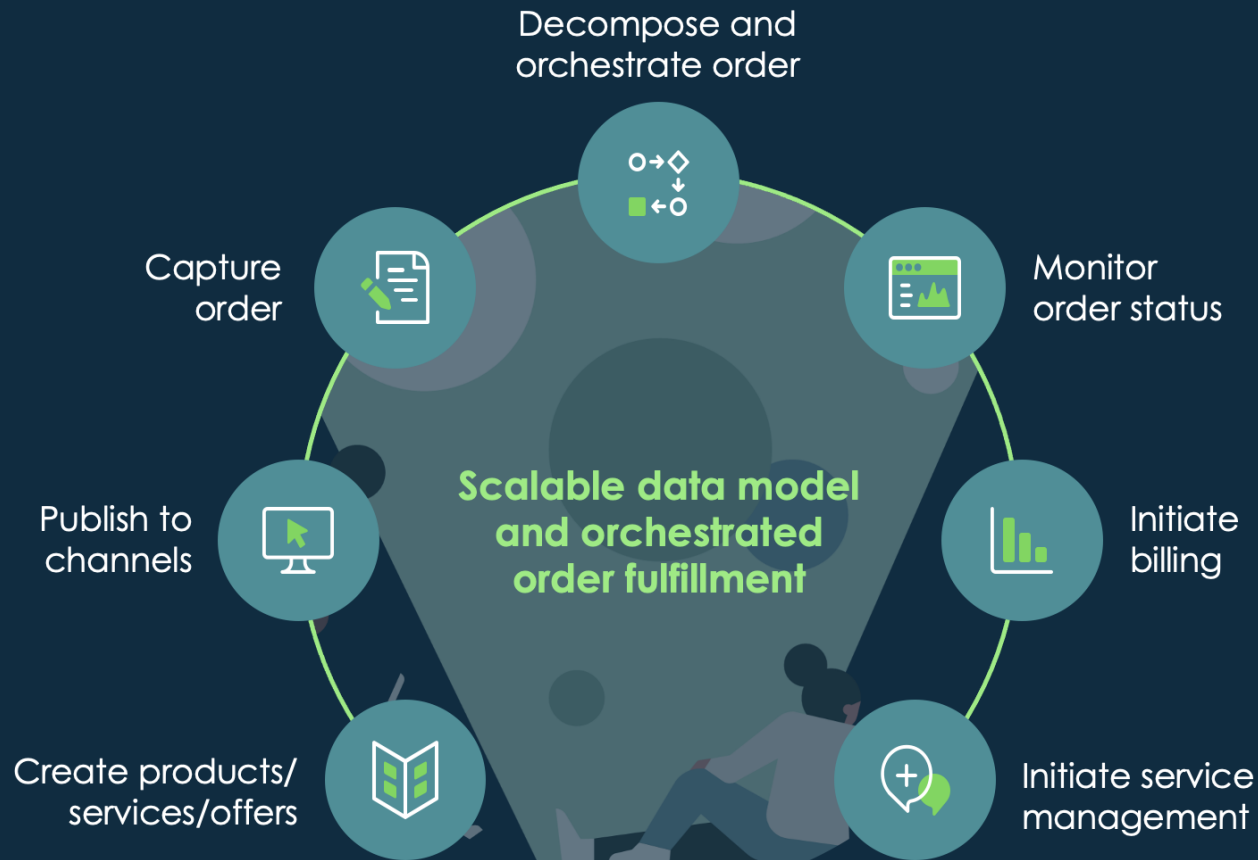 Decompose and
orchestrate order
Capture
order
Monitor
order status
Scalable data model
and orchestrated
order fulfillment
Publish to
channels
Initiate
billing
Create products/
services/offers
Initiate service
management